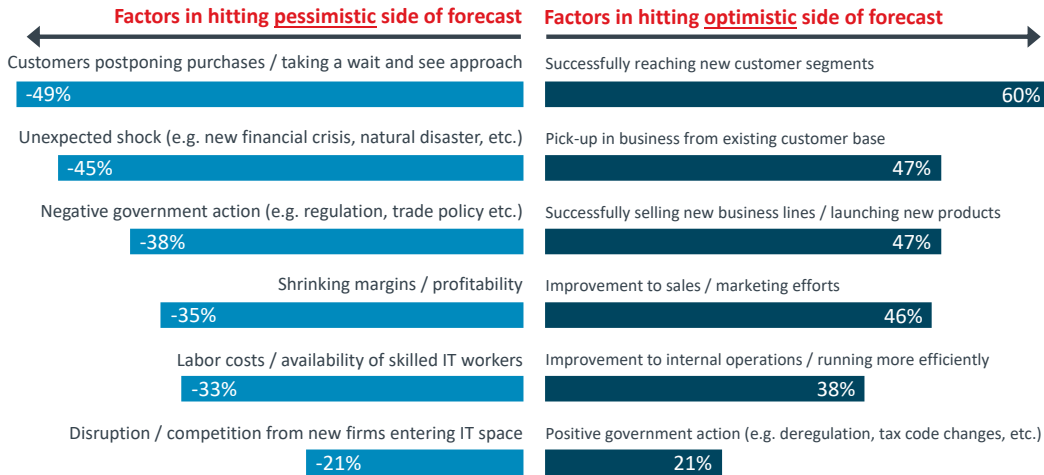 Factors in hitting pessimistic side of forecast
Factors in hitting optimistic side of forecast
Customers postponing purchases / taking a wait and see approach
-49%
Successfully reaching new customer segments
60%
Unexpected shock (e.g. new financial crisis, natural disaster, etc.)
-45%
Pick-up in business from existing customer base
47%
Negative government action (e.g. regulation, trade policy etc.)
-38%
Successfully selling new business lines / launching new products
47%
Shrinking margins / profitability
-35%
Improvement to sales / marketing efforts
46%
Labor costs / availability of skilled IT workers
-33%
Improvement to internal operations / running more efficiently
38%
Disruption / competition from new firms entering IT space
-21%
Positive government action (e.g. deregulation, tax code changes, etc.)
21%